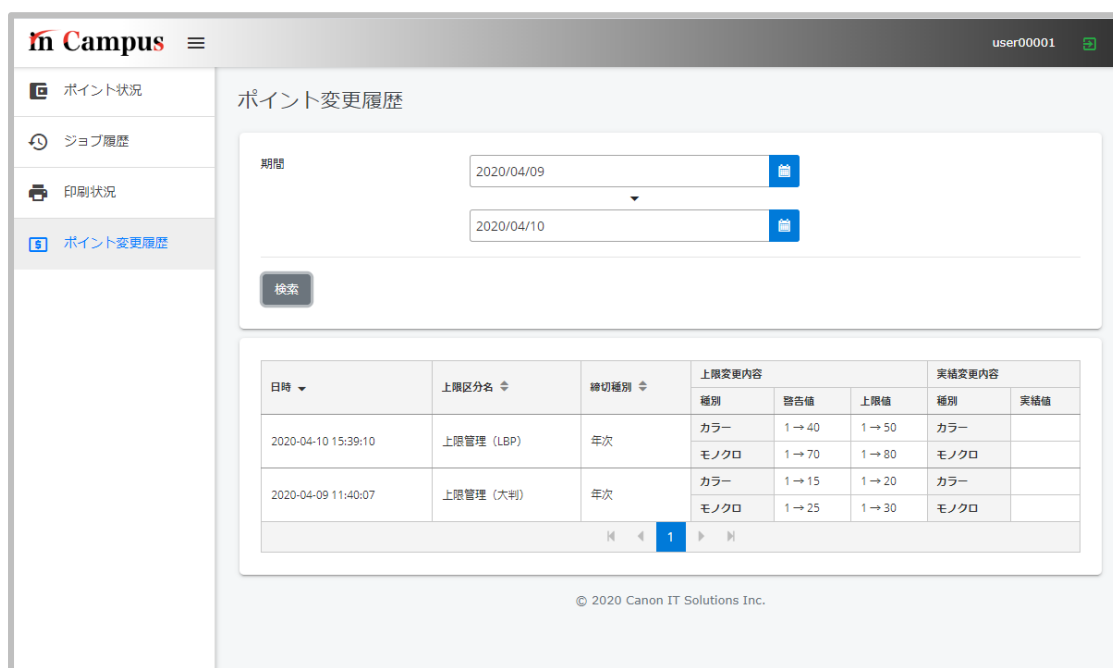 in Campus
user00001
ポイント状況
ジョブ履歴
印刷状況
ポイント変更履歴
ポイント変更履歴
期間
2020/04/09
2020/04/10
検索
日時 上限区分名 締切種別 上限変更内容 実績変更内容
種別 警告値 上限値 種別 実績値
2020-04-10 15:39:10 上限管理（LBP） 年次 カラー 1 → 40 1 → 50 カラー
モノクロ 1 → 70 1 → 80 モノクロ
2020-04-09 11:40:07 上限管理（大判） 年次 カラー 1 → 15 1 → 20 カラー
モノクロ 1 → 25 1 → 30 モノクロ
1
© 2020 Canon IT Solutions Inc.